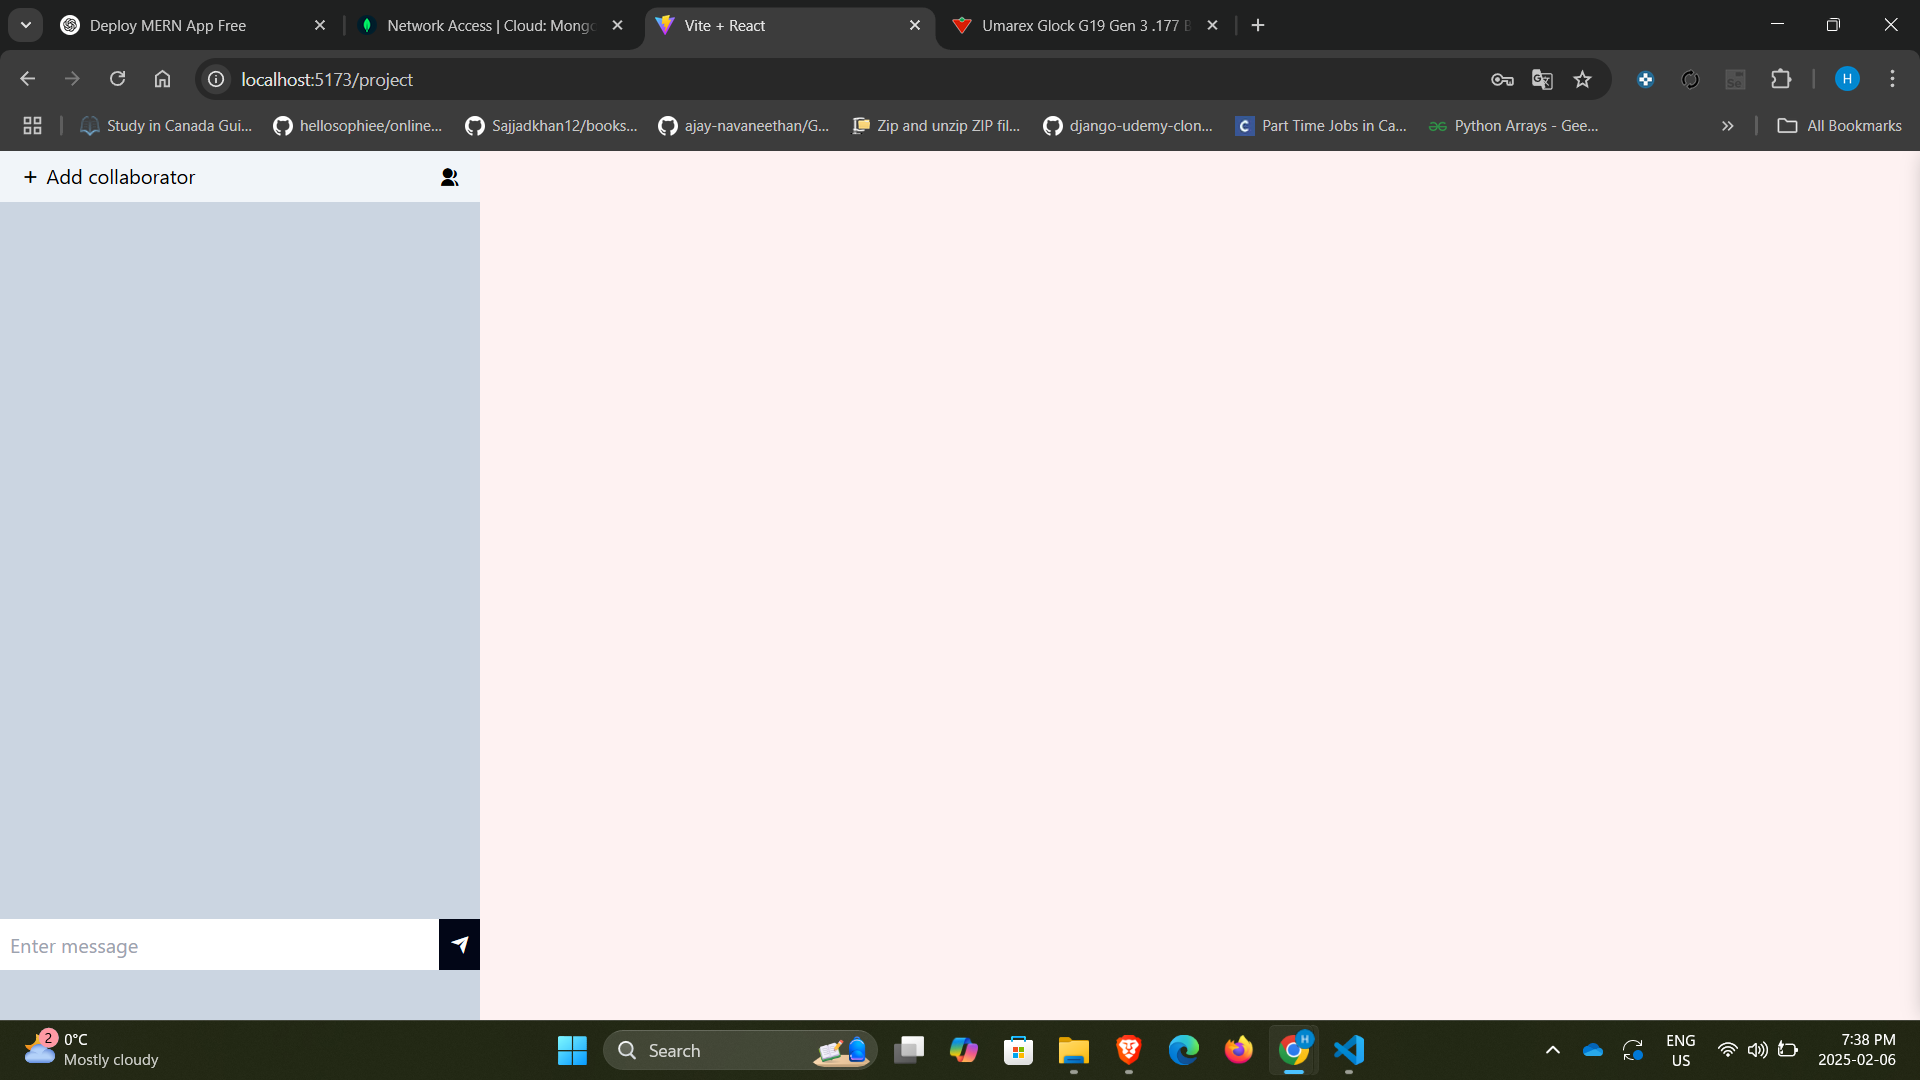 Deploy MERN App Free
Network Access | Cloud: Mong
Vite + React
Umarex Glock G19 Gen 3 .177 B
localhost:5173/project
H
Study in Canada Gui...
hellosophiee/online...
Sajjadkhan12/books...
ajay-navaneethan/G...
Zip and unzip ZIP fil...
django-udemy-clon...
C
Part Time Jobs in Ca...
Python Arrays - Gee...
All Bookmarks
+ Add collaborator
Enter message
2
0°C
Mostly cloudy
Search
H
ENG
US
7:38 PM
2025-02-06